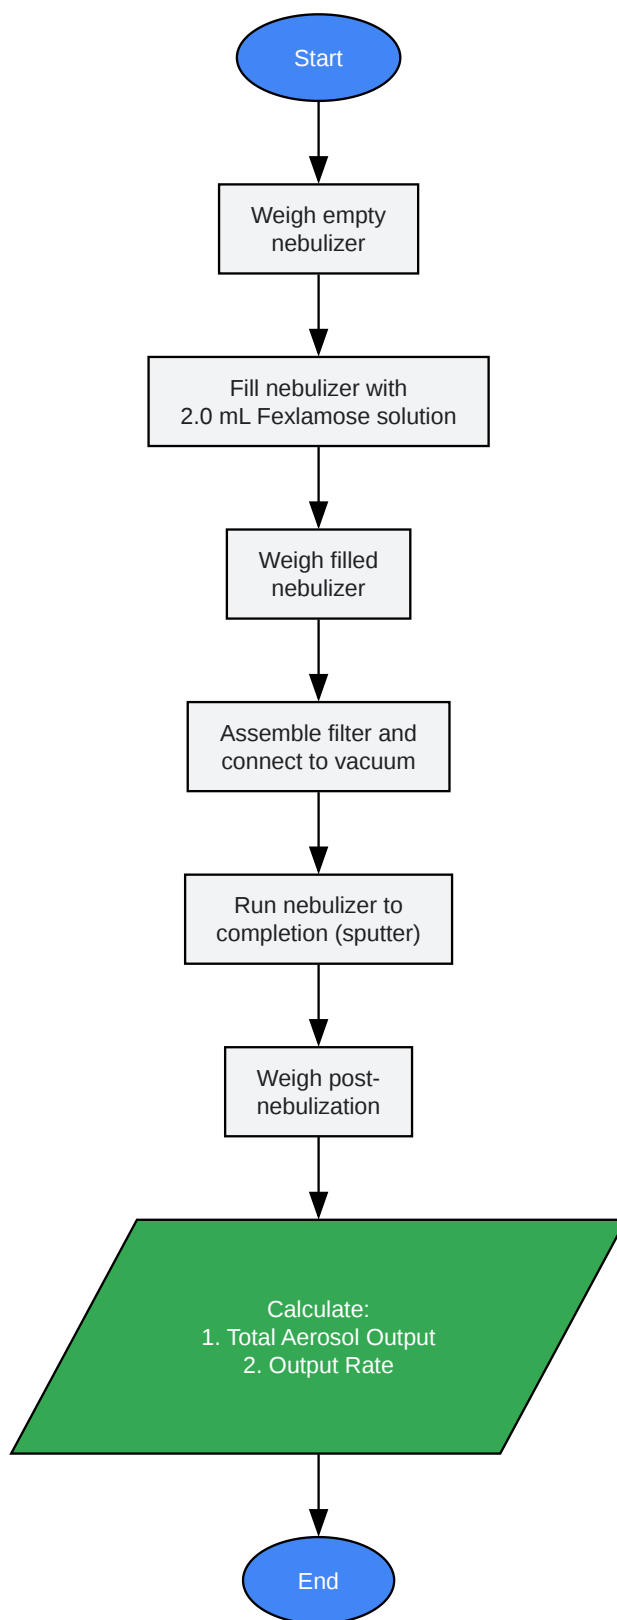 Start
Weigh empty
nebulizer
Fill nebulizer with
2.0 mL Fexlamose solution
Weigh filled
nebulizer
Assemble filter and
connect to vacuum
Run nebulizer to
completion (sputter)
Weigh post-
nebulization
Calculate:
1. Total Aerosol Output
2. Output Rate
End